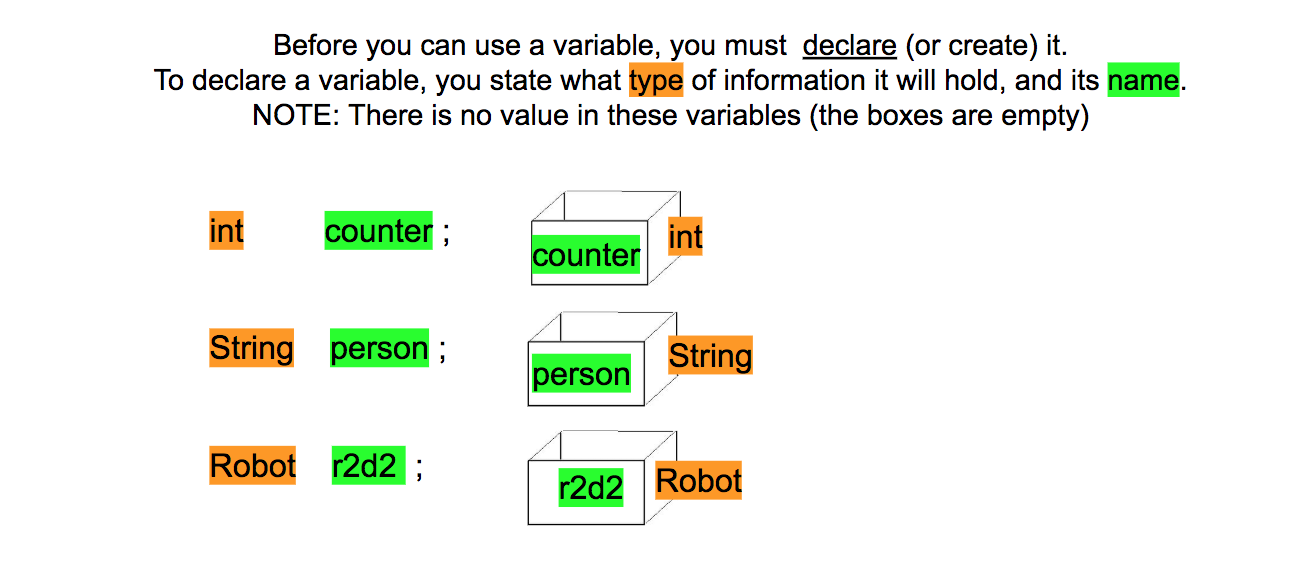 Before you can use a variable, you must declare (or create) it.
To declare a variable, you state what type of information it will hold, and its name.
NOTE: There is no value in these variables (the boxes are empty)
int counter ;
counter int
String person ;
person String
Robot r2d2 ;
r2d2 Robot